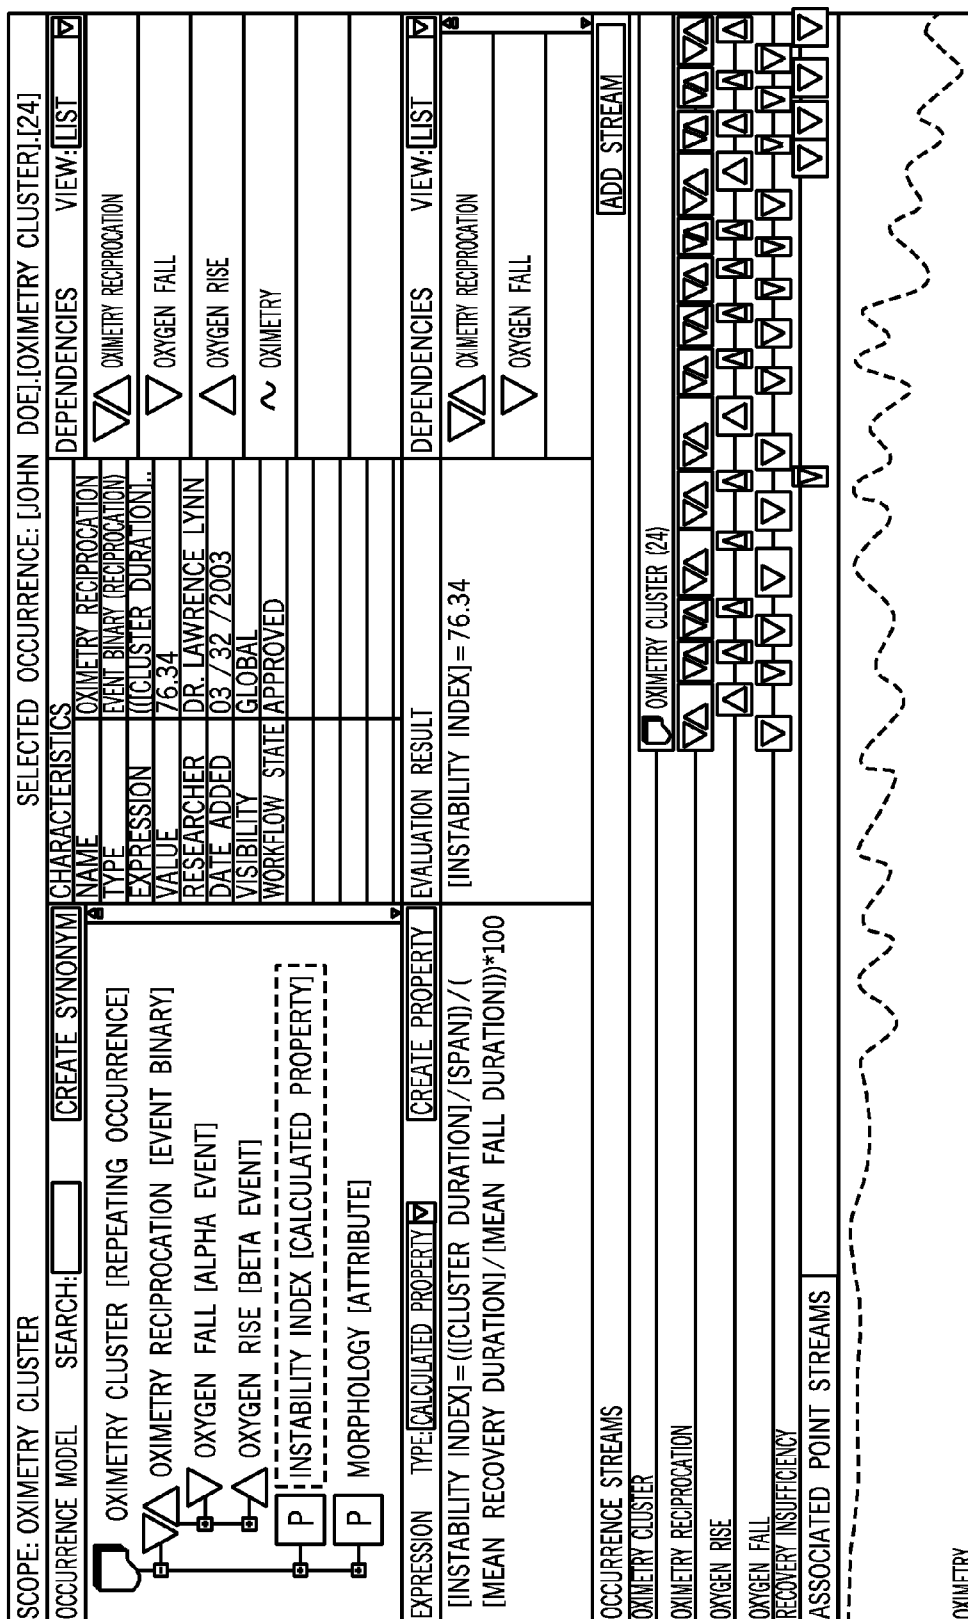 SCOPE: OXIMETRY CLUSTER
SELECTED OCCURRENCE: [JOHN DOE].[OXIMETRY CLUSTER].[24]
OCCURRENCE MODEL SEARCH: CREATE SYNONYM
OXIMETRY CLUSTER [REPEATING OCCURRENCE]
OXIMETRY RECIPROCATION [EVENT BINARY]
OXYGEN FALL [ALPHA EVENT]
OXYGEN RISE [BETA EVENT]
P INSTABILITY INDEX [CALCULATED PROPERTY]
P MORPHOLOGY [ATTRIBUTE]
CHARACTERISTICS
NAME OXIMETRY RECIPROCATION
TYPE EVENT BINARY (RECIPROCATION)
EXPRESSION (([CLUSTER DURATION]..
VALUE 76.34
RESEARCHER DR. LAWRENCE LYNN
DATE ADDED 03 /32 /2003
VISIBILITY GLOBAL
WORKFLOW STATE APPROVED
DEPENDENCIES VIEW: LIST
OXIMETRY RECIPROCATION
OXYGEN FALL
OXYGEN RISE
~ OXIMETRY
EXPRESSION TYPE: CALCULATED PROPERTY CREATE PROPERTY
[INSTABILITY INDEX]=(([CLUSTER DURATION]/[SPAN])/(
[MEAN RECOVERY DURATION]/[MEAN FALL DURATION]))*100
EVALUATION RESULT
[INSTABILITY INDEX]=76.34
DEPENDENCIES VIEW: LIST
OXIMETRY RECIPROCATION
OXYGEN FALL
OCCURRENCE STREAMS ADD STREAM
OXIMETRY CLUSTER OXIMETRY CLUSTER (24)
OXIMETRY RECIPROCATION
OXYGEN RISE
OXYGEN FALL
RECOVERY INSUFFICIENCY
ASSOCIATED POINT STREAMS
OXIMETRY